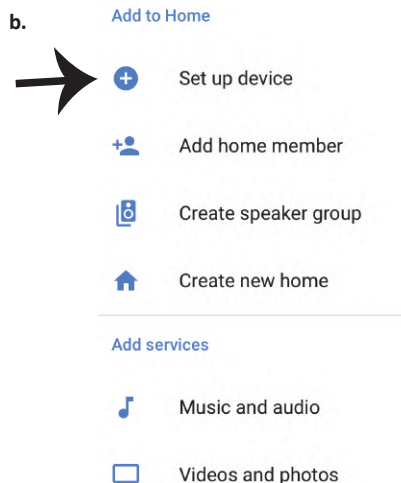 b.
Add to Home
Set up device
Add home member
Create speaker group
Create new home
Add services
Music and audio
Videos and photos